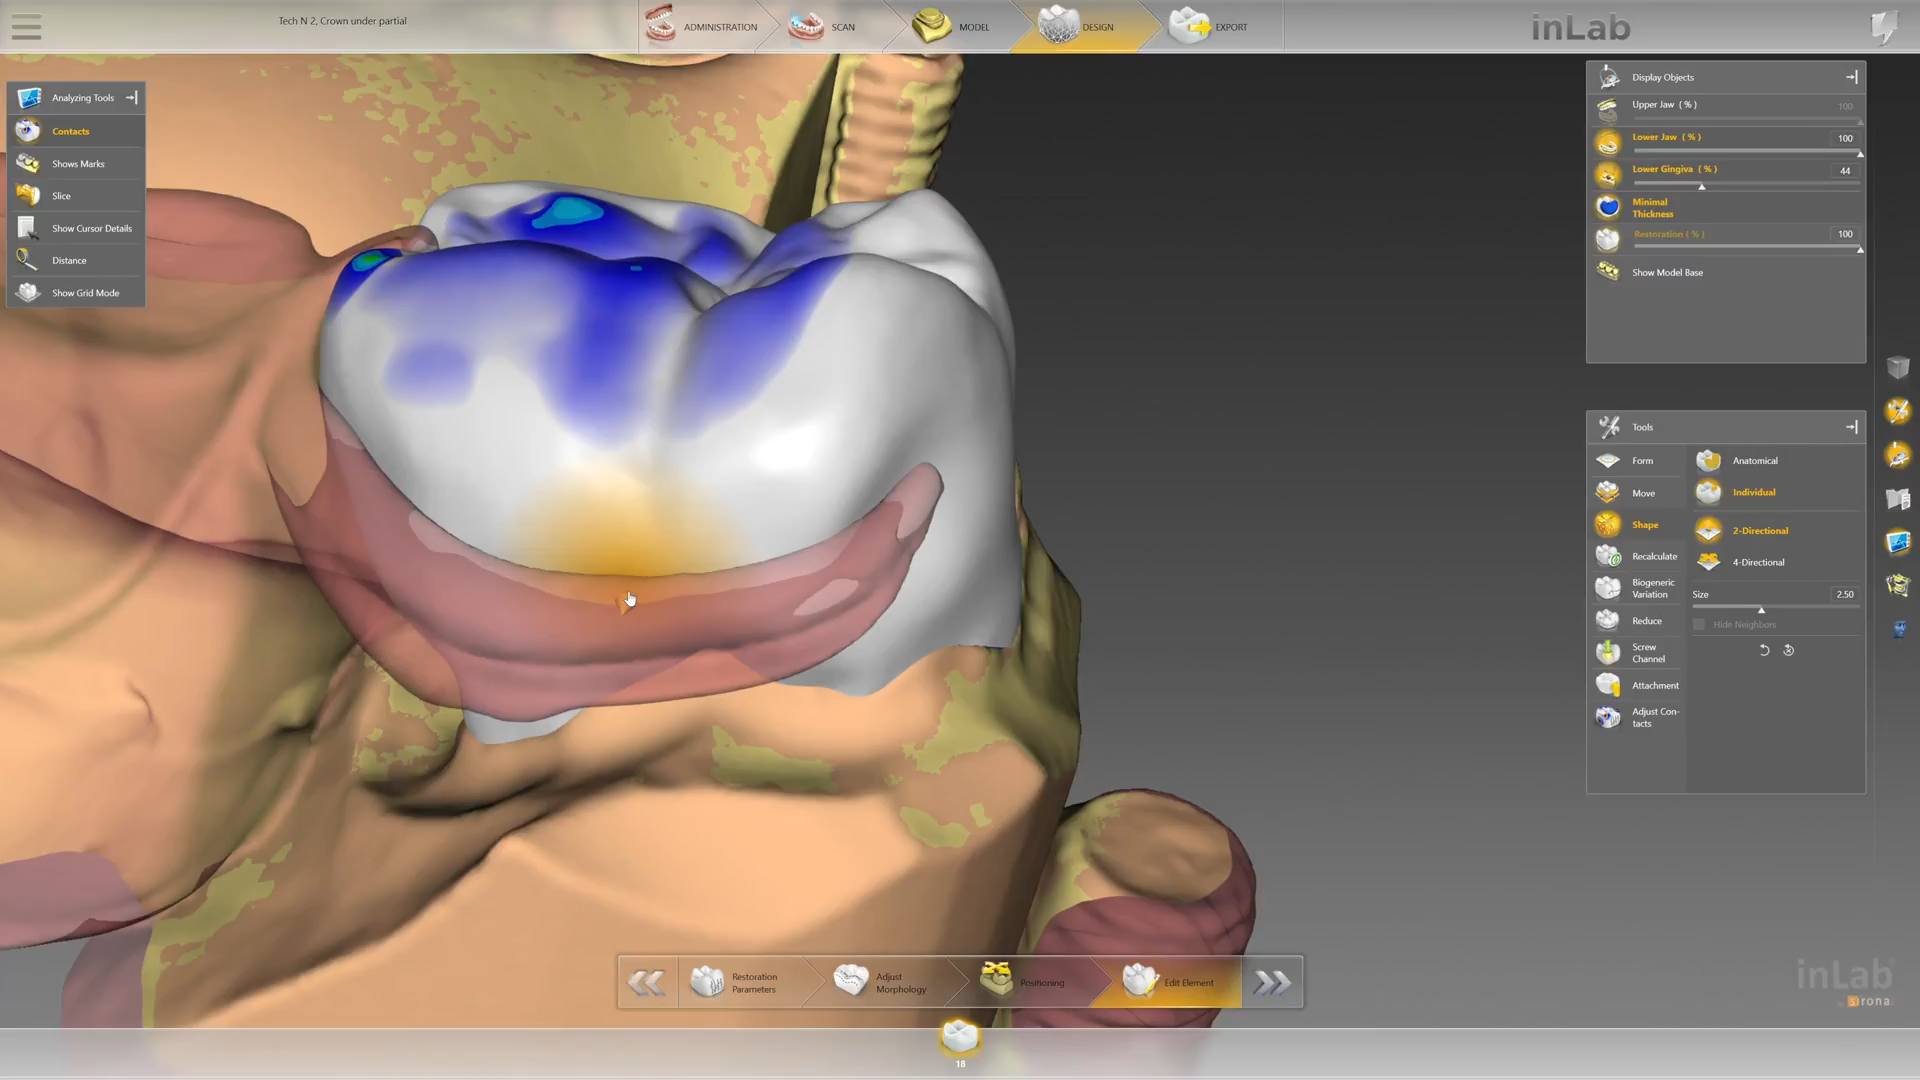 Tech N 2, Crown under partial
ADMINISTRATION
SCAN
MODEL
DESIGN
EXPORT
inLab
Analyzing Tools
Contacts
Shows Marks
Slice
Show Cursor Details
Distance
Show Grid Mode
Display Objects
Upper Jaw (%) 100
Lower Jaw (%) 100
Lower Gingiva (%) 44
Minimal
Thickness
Restoration (%) 100
Show Model Base
Tools
Form
Move
Shape
Recalculate
Biogeneric
Variation
Reduce
Screw
Channel
Attachment
Adjust Con-
tacts
Anatomical
Individual
2-Directional
4-Directional
Size 2.50
Hide Neighbors
Restoration
Parameters
Adjust
Morphology
Positioning
Edit Element
inLab
sirona
18